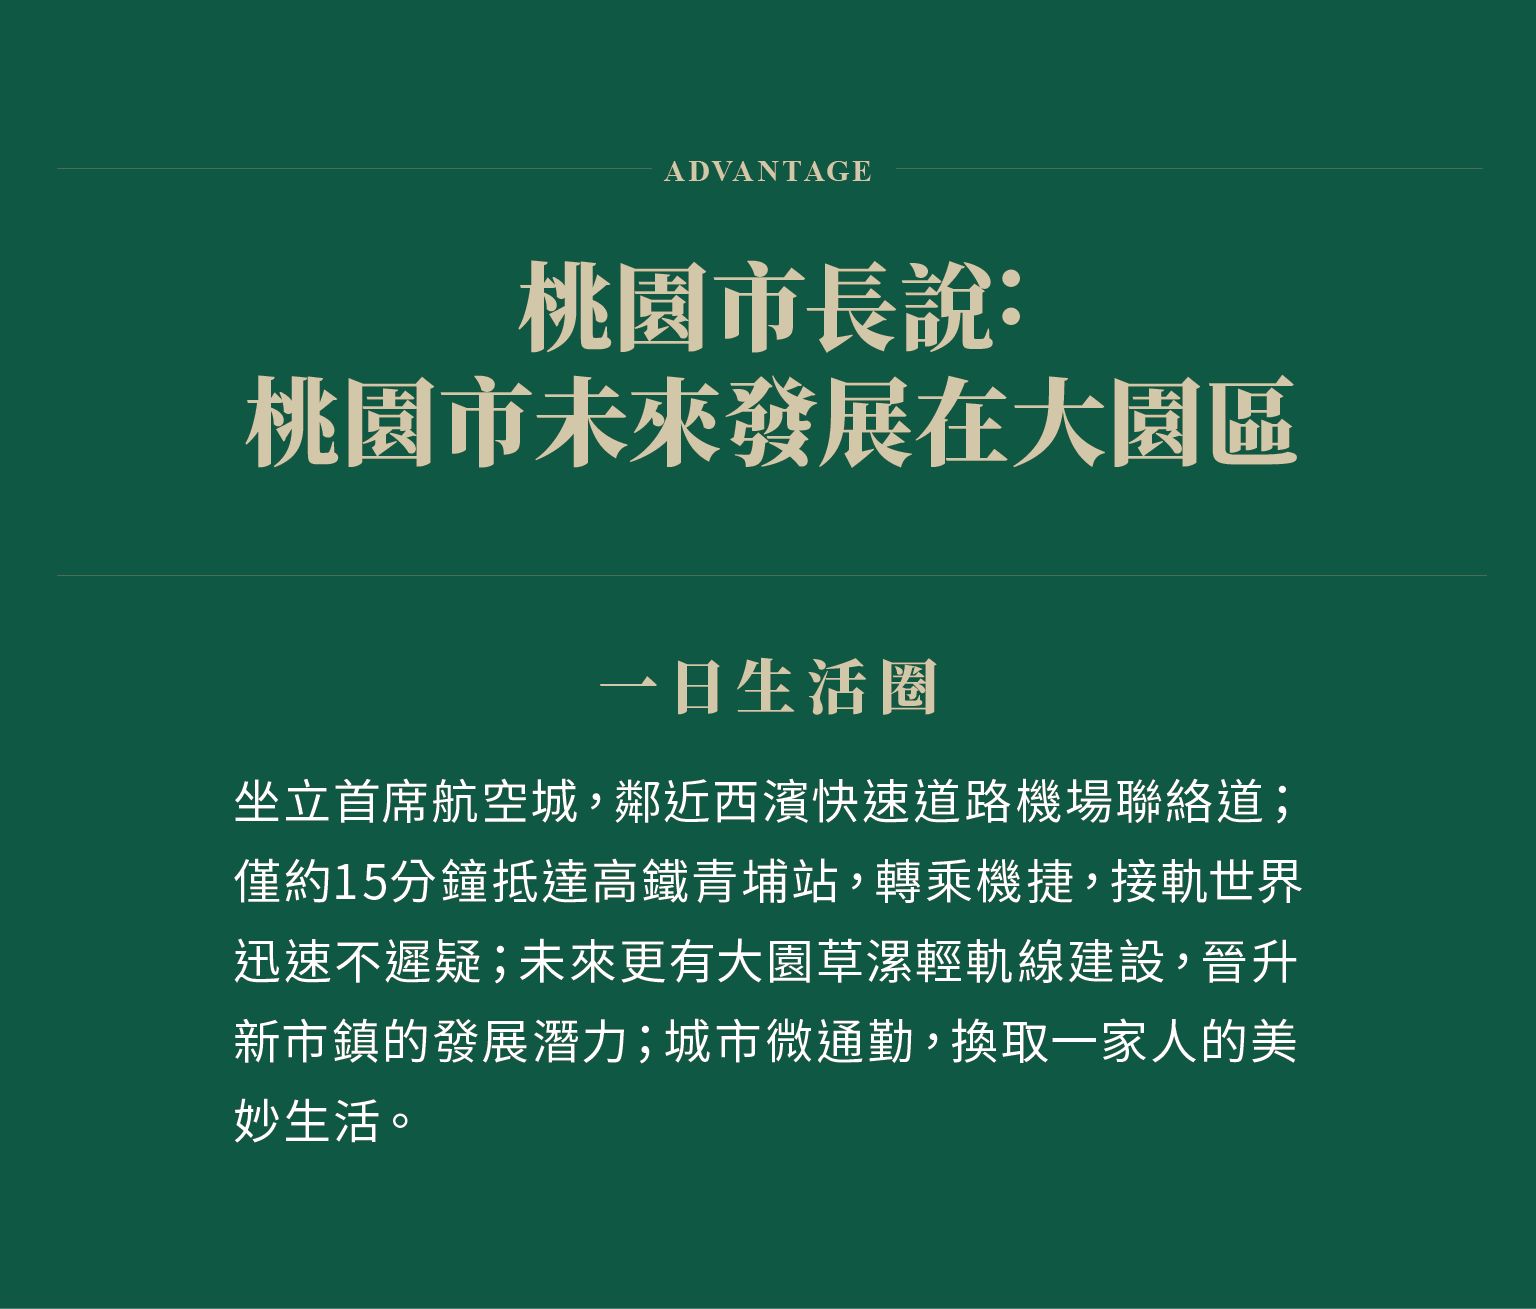 ADVANTAGE
桃園市長說：
桃園市未來發展在大園區
一日生活圈
坐立首席航空城，鄰近西濱快速道路機場聯絡道；
僅約15分鐘抵達高鐵青埔站，轉乘機捷，接軌世界
迅速不遲疑；未來更有大園草漯輕軌線建設，晉升
新市鎮的發展潛力；城市微通勤，換取一家人的美
妙生活。